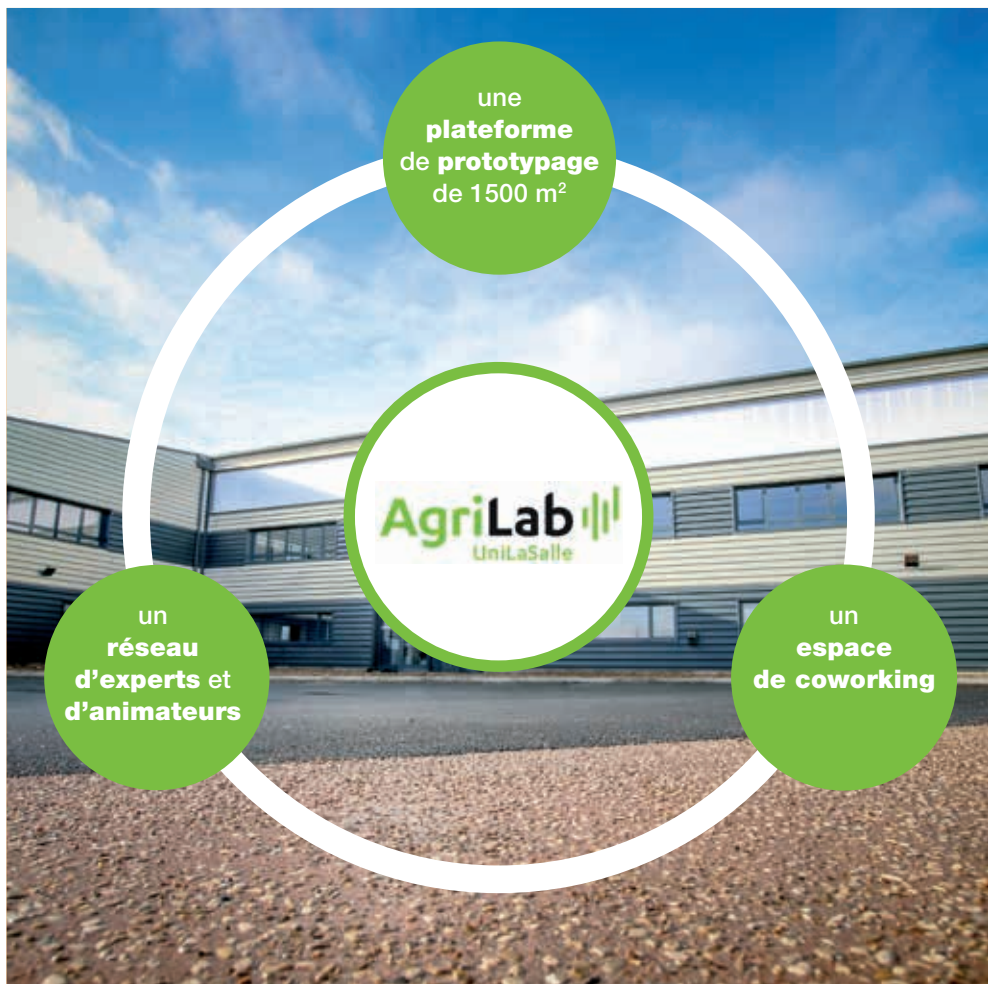 une
plateforme
de prototypage
de 1500 m²
AgriLab
UniLaSalle
un
réseau
d'experts et
d'animateurs
un
espace
de coworking